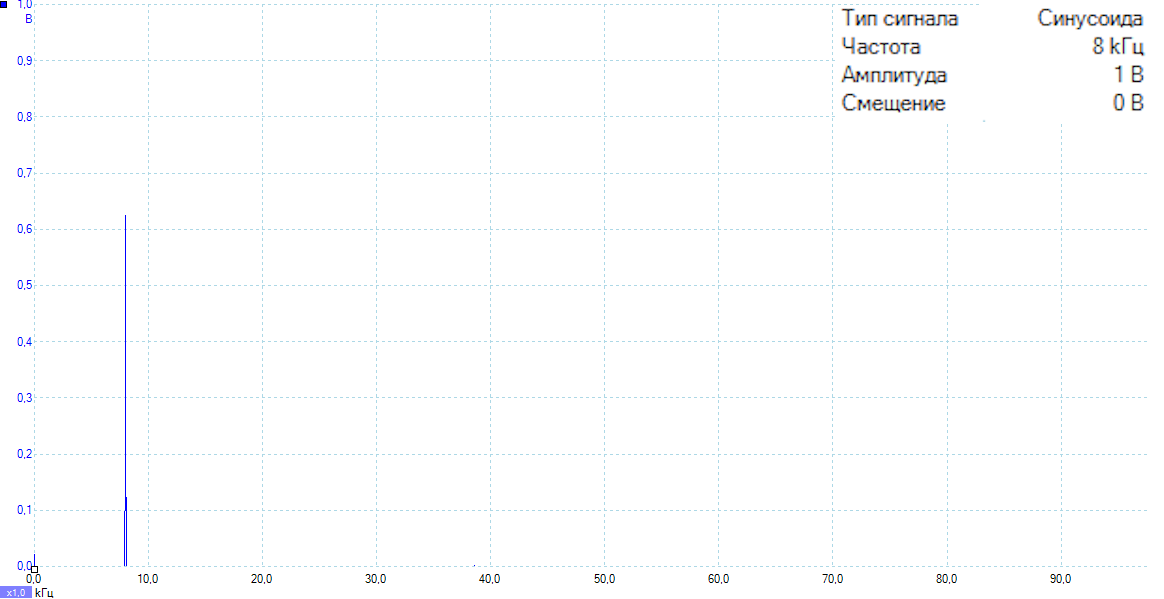 1,0
В
0,9
0,8
0,7
0,6
0,5
0,4
0,3
0,2
0,1
0,0
0,0 10,0 20,0 30,0 40,0 50,0 60,0 70,0 80,0 90,0
x1,0 кГц
Тип сигнала Синусоида
Частота 8 кГц
Амплитуда 1 В
Смещение 0 В